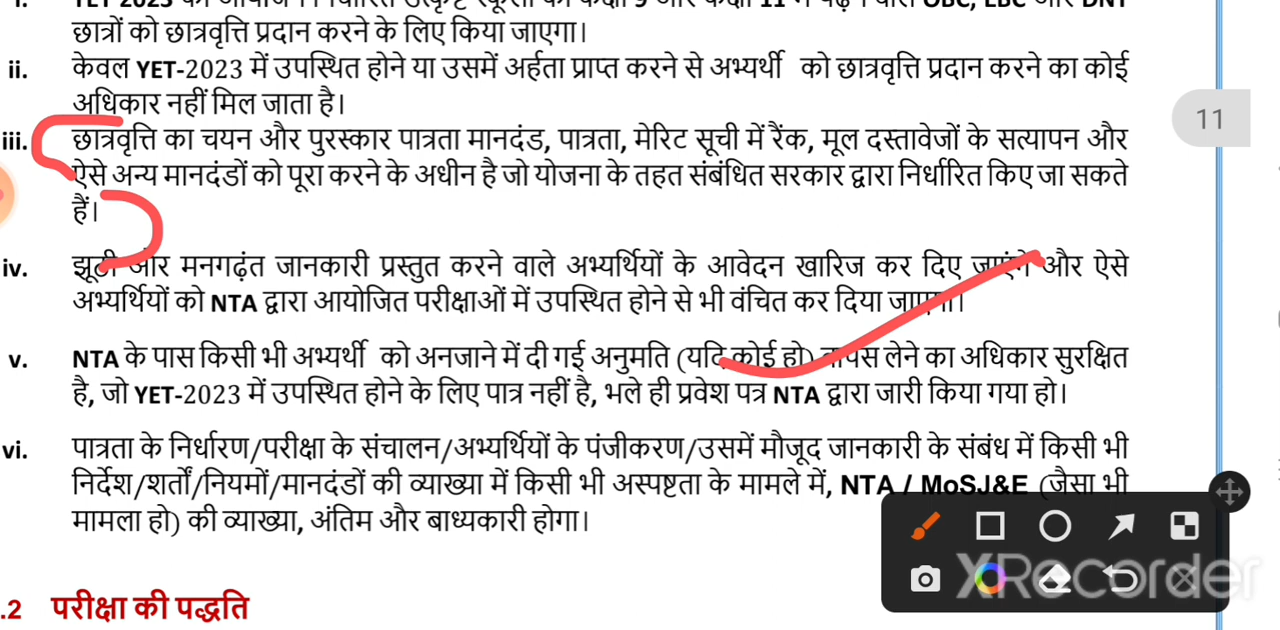 छात्रों को छात्रवृत्ति प्रदान करने के लिए किया जाएगा।
ii. केवल YET-2023 में उपस्थित होने या उसमें अर्हता प्राप्त करने से अभ्यर्थी को छात्रवृत्ति प्रदान करने का कोई
अधिकार नहीं मिल जाता है।
11
iii. छात्रवृत्ति का चयन और पुरस्कार पात्रता मानदंड, पात्रता, मेरिट सूची में रैंक, मूल दस्तावेजों के सत्यापन और
ऐसे अन्य मानदंडों को पूरा करने के अधीन है जो योजना के तहत संबंधित सरकार द्वारा निर्धारित किए जा सकते
हैं।
iv. झूठी और मनगढ़ंत जानकारी प्रस्तुत करने वाले अभ्यर्थियों के आवेदन खारिज कर दिए जाएंगे और ऐसे
अभ्यर्थियों को NTA द्वारा आयोजित परीक्षाओं में उपस्थित होने से भी वंचित कर दिया जाएगा।
v. NTA के पास किसी भी अभ्यर्थी को अनजाने में दी गई अनुमति (यदि कोई हो) वापस लेने का अधिकार सुरक्षित
है, जो YET-2023 में उपस्थित होने के लिए पात्र नहीं है, भले ही प्रवेश पत्र NTA द्वारा जारी किया गया हो।
vi. पात्रता के निर्धारण/परीक्षा के संचालन/अभ्यर्थियों के पंजीकरण/उसमें मौजूद जानकारी के संबंध में किसी भी
निर्देश/शर्तों/नियमों/मानदंडों की व्याख्या में किसी भी अस्पष्टता के मामले में, NTA / MoSJ&E (जैसा भी
मामला हो) की व्याख्या, अंतिम और बाध्यकारी होगा।
XRecorder
.2 परीक्षा की पद्धति